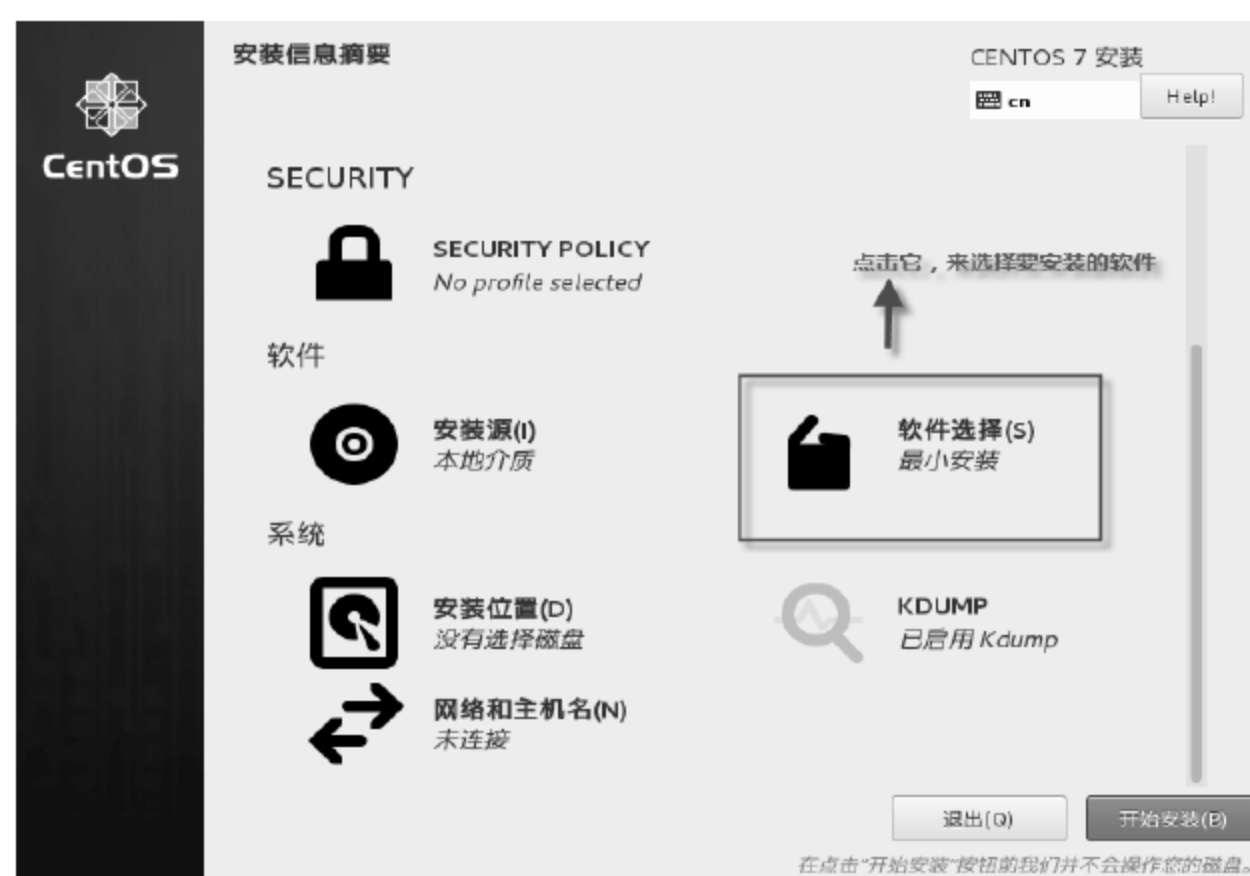 安装信息摘要
CENTOS 7 安装
cn
Help!
CentOS
SECURITY
SECURITY POLICY
No profile selected
点击它，来选择要安装的软件
软件
安装源(I)
本地介质
软件选择(S)
最小安装
系统
安装位置(D)
没有选择磁盘
KDUMP
已启用 Kdump
网络和主机名(N)
未连接
退出(Q)
开始安装(B)
在点击“开始安装”按钮前我们并不会操作您的磁盘。